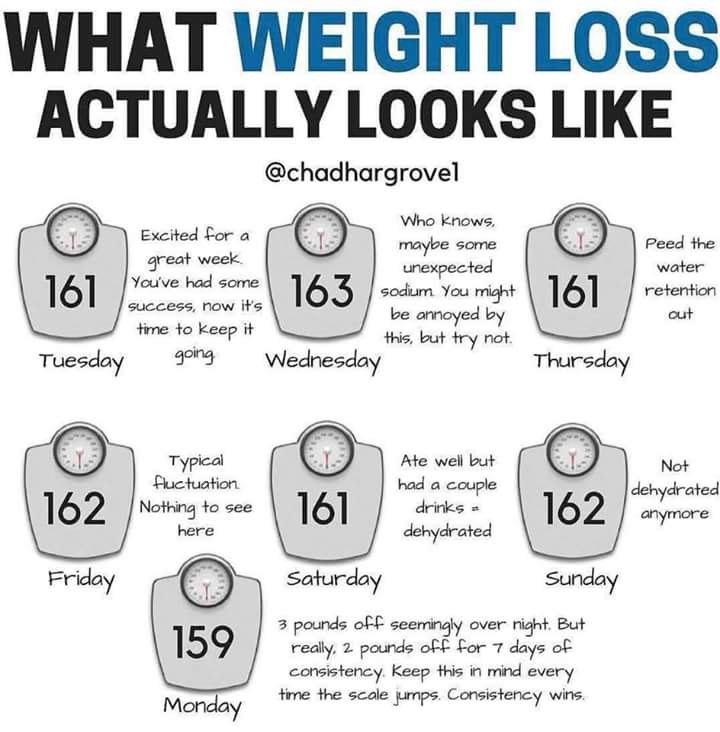 WHAT WEIGHT LOSS
ACTUALLY LOOKS LIKE
@chadhargrove1
161
Tuesday
Excited for a
great week.
You've had some
success, now it's
time to keep it
going.
163
Wednesday
Who knows,
maybe some
unexpected
sodium. You might
be annoyed by
this, but try not.
161
Thursday
Peed the
water
retention
out
162
Friday
Typical
fluctuation.
Nothing to see
here
161
Saturday
Ate well but
had a couple
drinks =
dehydrated
162
Sunday
Not
dehydrated
anymore
159
Monday
3 pounds off seemingly over night. But
really, 2 pounds off for 7 days of
consistency. Keep this in mind every
time the scale jumps. Consistency wins.